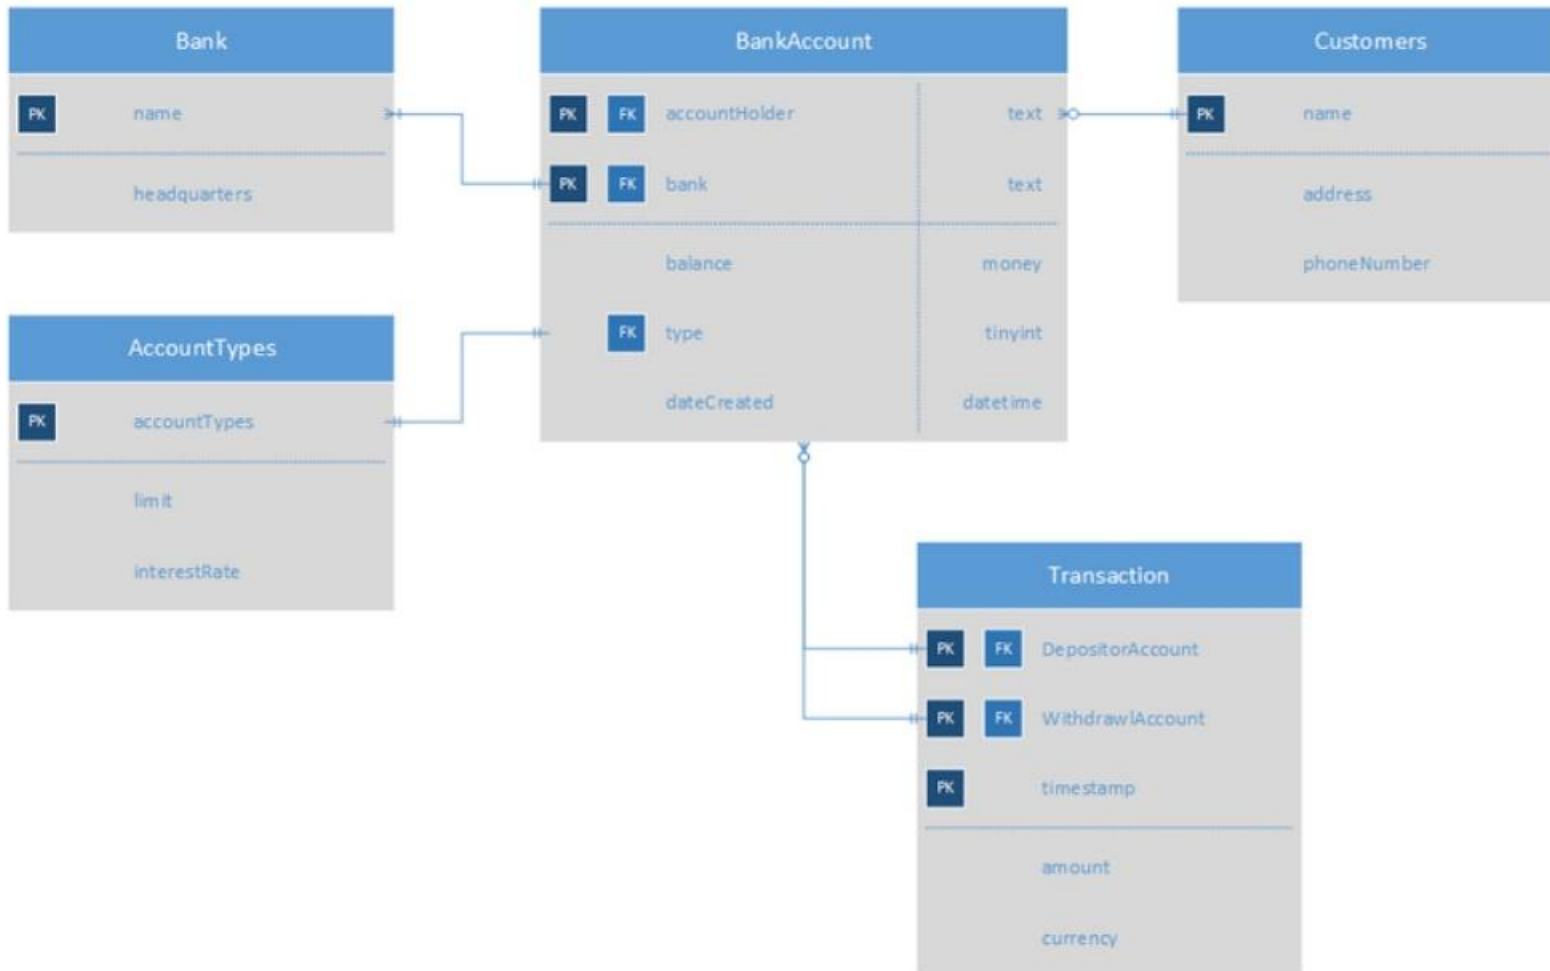 Bank
PK name
headquarters
AccountTypes
PK accountTypes
limit
interestRate
BankAccount
PK FK accountHolder text
PK FK bank text
balance money
FK type tinyint
dateCreated datetime
Customers
PK name
address
phoneNumber
Transaction
PK FK DepositorAccount
PK FK WithdrawlAccount
PK timestamp
amount
currency